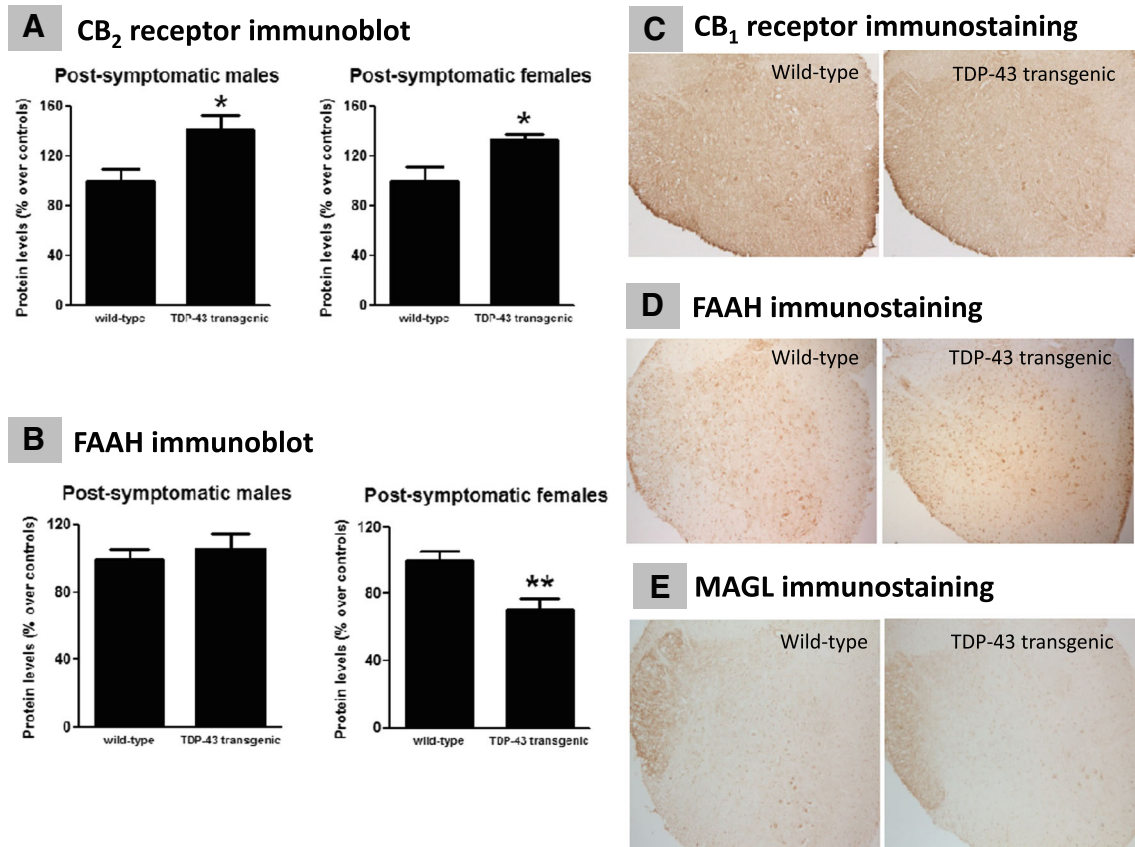 A
CB2 receptor immunoblot
Post-symptomatic males
Protein levels (% over controls)
160
120
80
40
0
*
wild-type
TDP-43 transgenic
Post-symptomatic females
Protein levels (% over controls)
160
120
80
40
0
*
wild-type
TDP-43 transgenic
B
FAAH immunoblot
Post-symptomatic males
Protein levels (% over controls)
120
80
40
0
wild-type
TDP-43 transgenic
Post-symptomatic females
Protein levels (% over controls)
120
80
40
0
**
wild-type
TDP-43 transgenic
C
CB1 receptor immunostaining
Wild-type
TDP-43 transgenic
D
FAAH immunostaining
Wild-type
TDP-43 transgenic
E
MAGL immunostaining
Wild-type
TDP-43 transgenic